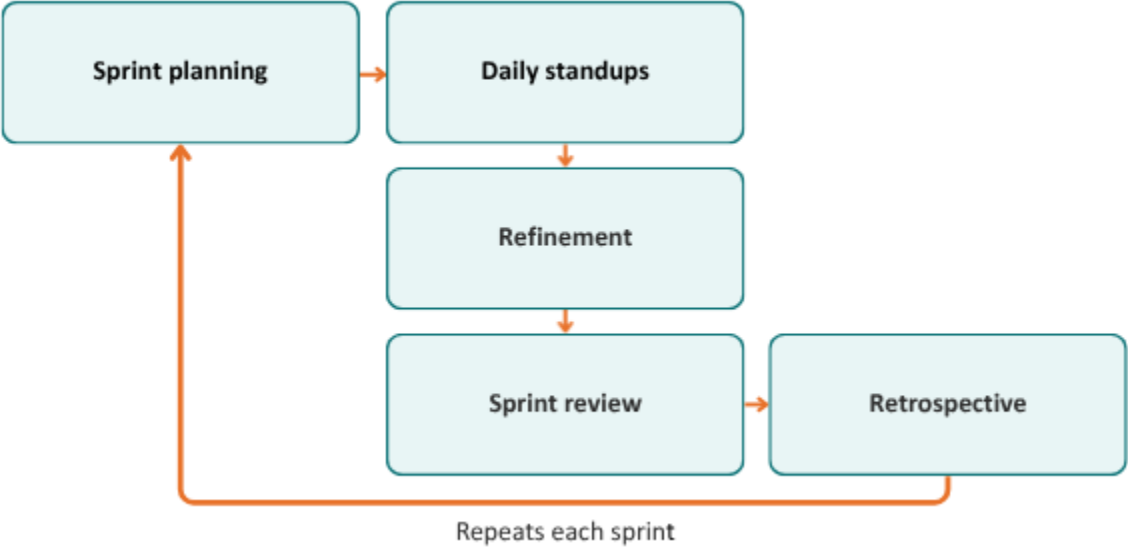 Sprint planning
Daily standups
Refinement
Sprint review
Retrospective
Repeats each sprint